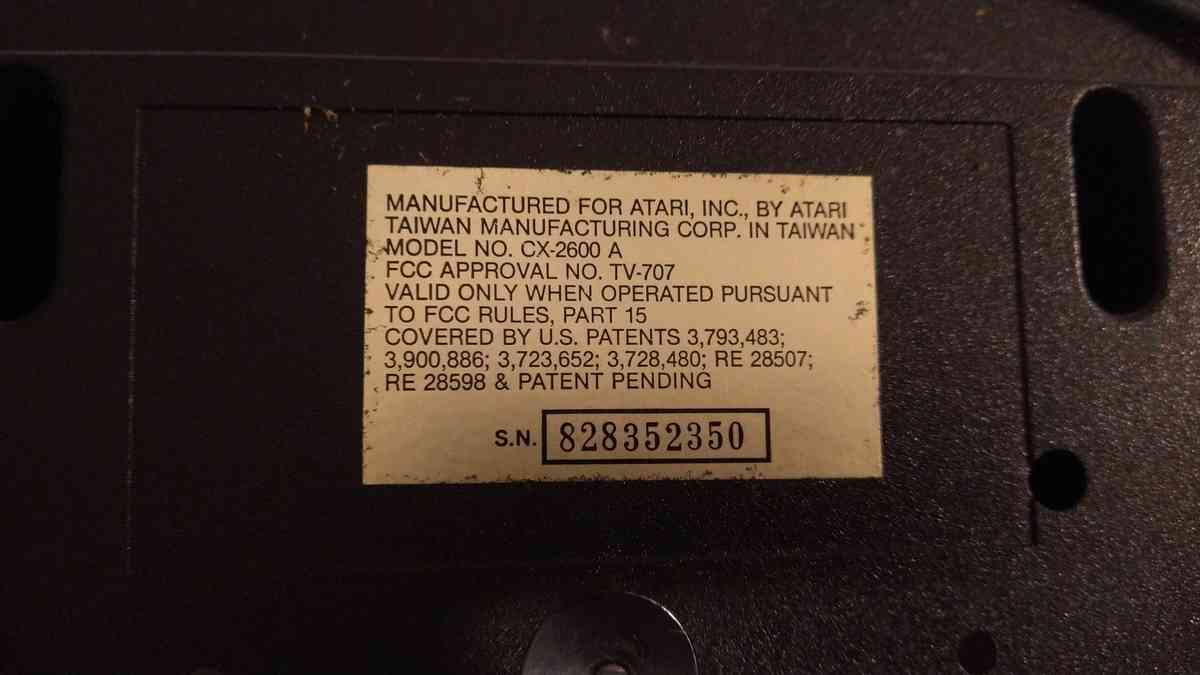 MANUFACTURED FOR ATARI, INC., BY ATARI
TAIWAN MANUFACTURING CORP. IN TAIWAN
MODEL NO. CX-2600 A
FCC APPROVAL NO. TV-707
VALID ONLY WHEN OPERATED PURSUANT
TO FCC RULES, PART 15
COVERED BY U.S. PATENTS 3,793,483;
3,900,886; 3,723,652; 3,728,480; RE 28507;
RE 28598 & PATENT PENDING
S.N. 828352350